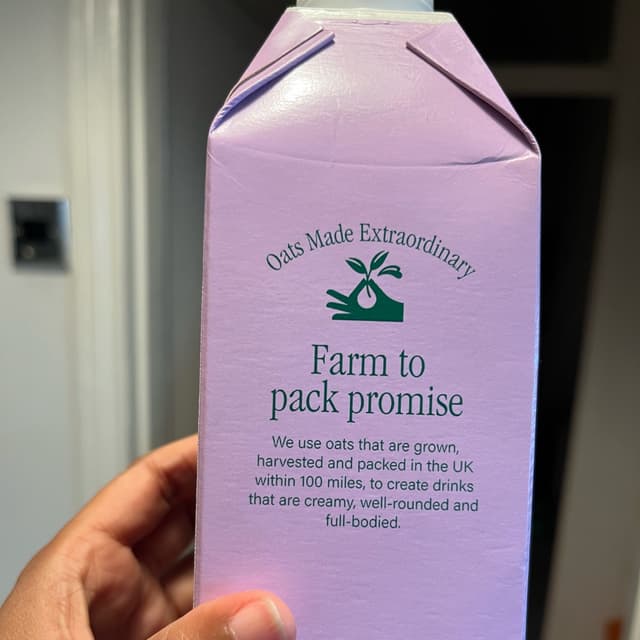 Oats Made Extraordinary
Farm to
pack promise
We use oats that are grown,
harvested and packed in the UK
within 100 miles, to create drinks
that are creamy, well-rounded and
full-bodied.